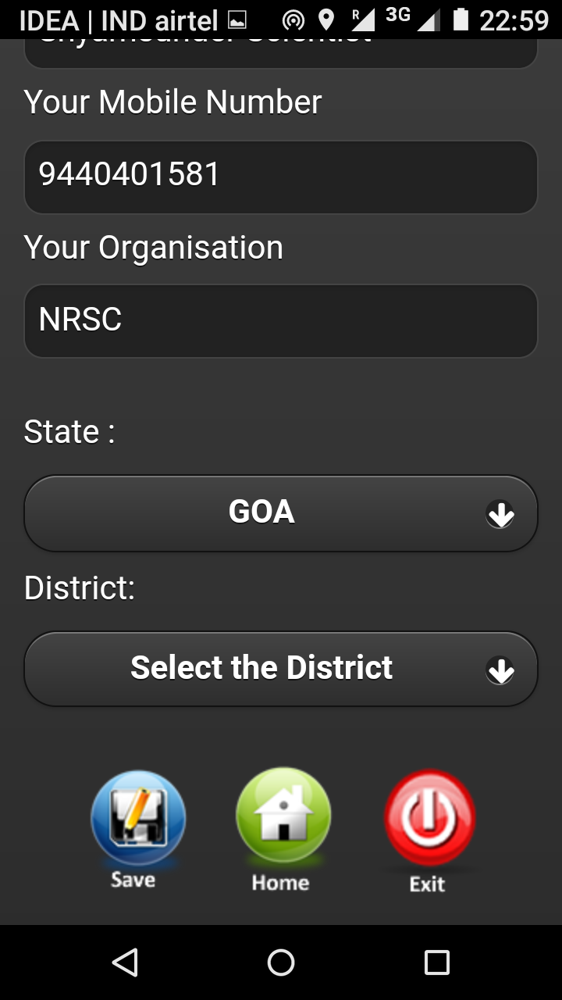 IDEA | IND airtel R 3G 22:59
Your Mobile Number
9440401581
Your Organisation
NRSC
State :
GOA
District:
Select the District
Save Home Exit